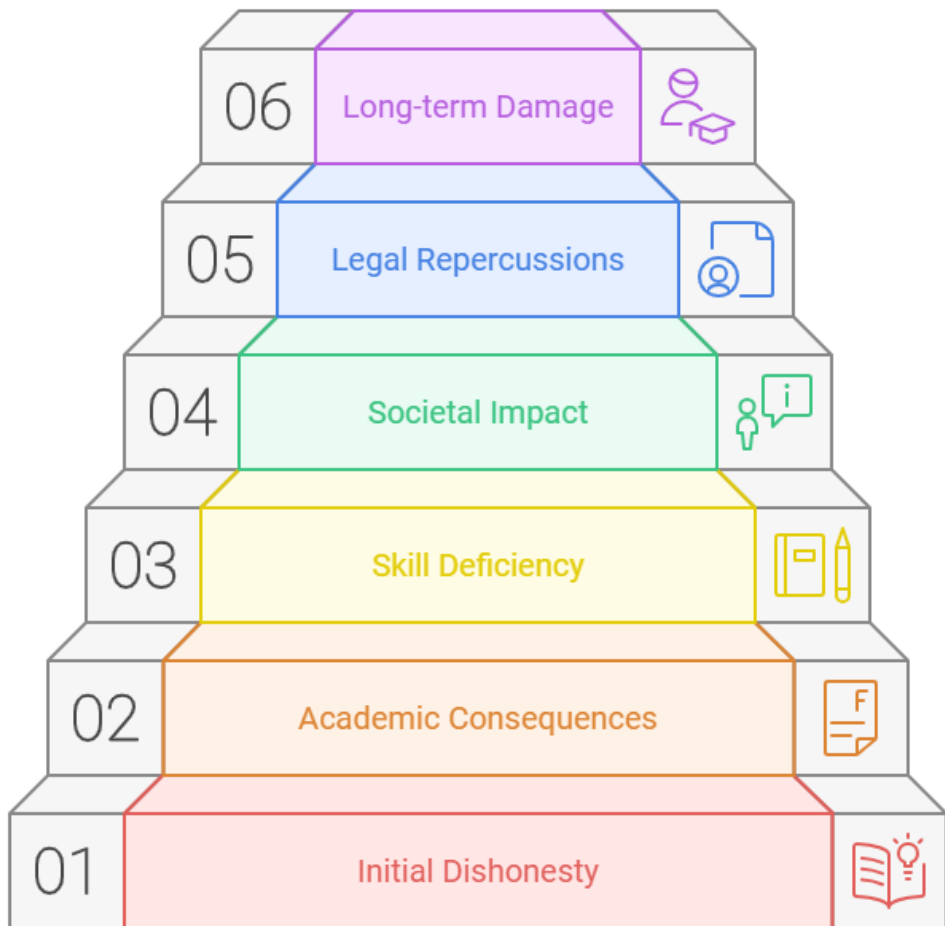 06
Long-term Damage
05
Legal Repercussions
04
Societal Impact
i
03
Skill Deficiency
02
Academic Consequences
F
01
Initial Dishonesty